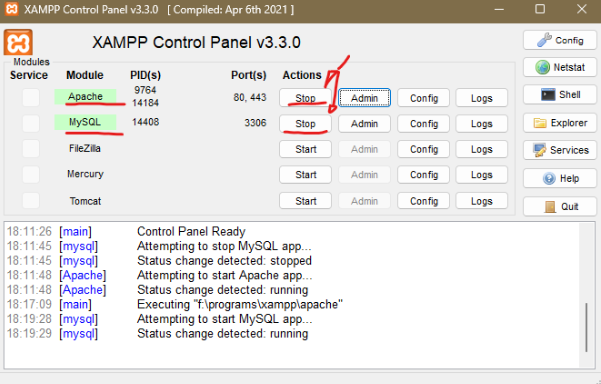 XAMPP Control Panel v3.3.0 [ Compiled: Apr 6th 2021 ]
XAMPP Control Panel v3.3.0
Config
Modules
Service Module PID(s) Port(s) Actions
Netstat
Apache 9764 14184 80, 443 Stop Admin Config Logs
Shell
MySQL 14408 3306 Stop Admin Config Logs
Explorer
FileZilla Start Admin Config Logs
Services
Mercury Start Admin Config Logs
Help
Tomcat Start Admin Config Logs
Quit
18:11:26 [main] Control Panel Ready
18:11:45 [mysql] Attempting to stop MySQL app...
18:11:45 [mysql] Status change detected: stopped
18:11:48 [Apache] Attempting to start Apache app...
18:11:48 [Apache] Status change detected: running
18:17:09 [main] Executing "f:\programs\xampp\apache"
18:19:28 [mysql] Attempting to start MySQL app...
18:19:29 [mysql] Status change detected: running